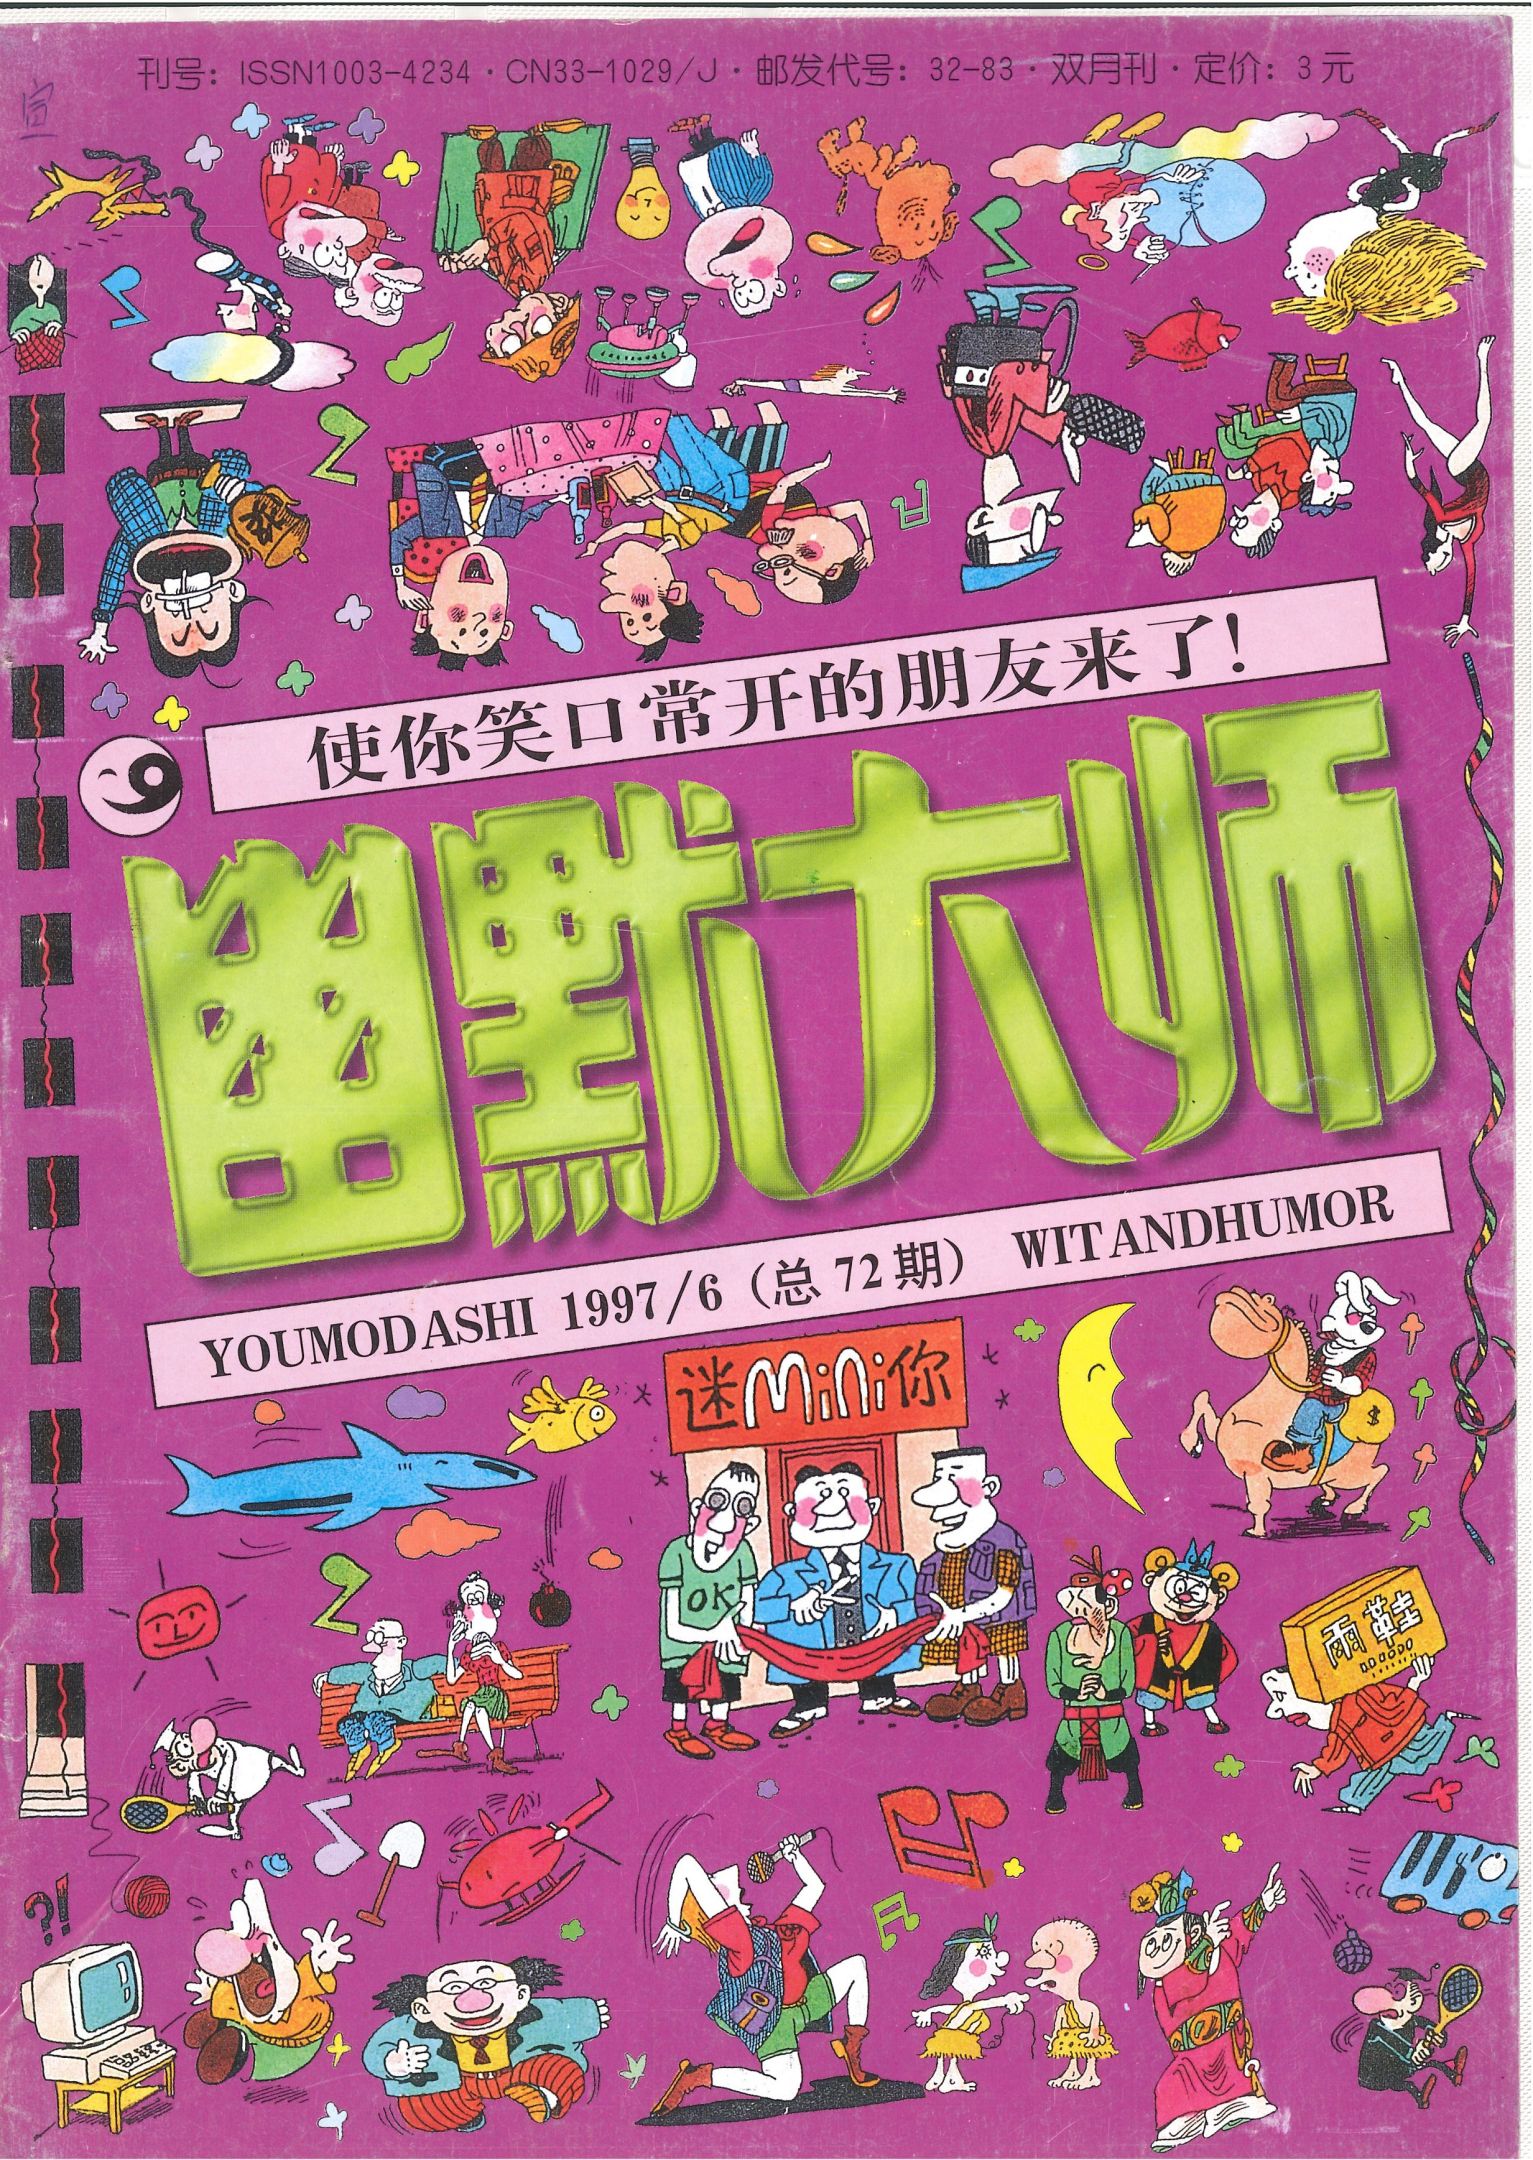 刊号：ISSN1003-4234·CN33-1029/J·邮发代号：32-83·双月刊·定价：3元
宣
使你笑口常开的朋友来了！
幽默大师
YOUMODASHI 1997/6（总72期） WITANDHUMOR
迷mini你
OK
$
雨鞋
?!